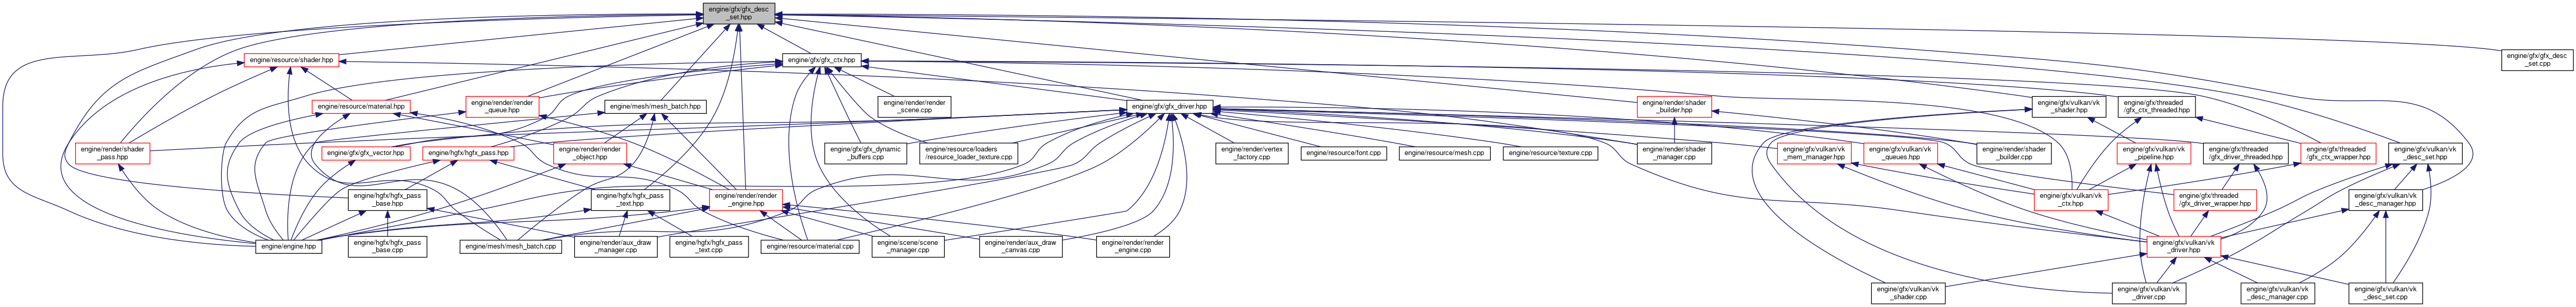 engine/gfx/gfx_desc
_set.hpp
engine/resource/shader.hpp
engine/gfx/gfx_ctx.hpp
engine/gfx/gfx_desc
_set.cpp
engine/resource/material.hpp
engine/render/render
_queue.hpp
engine/mesh/mesh_batch.hpp
engine/render/render
_scene.cpp
engine/gfx/gfx_driver.hpp
engine/render/shader
_builder.hpp
engine/gfx/vulkan/vk
_shader.hpp
engine/gfx/threaded
/gfx_ctx_threaded.hpp
engine/render/shader
_pass.hpp
engine/gfx/gfx_vector.hpp
engine/hgfx/hgfx_pass.hpp
engine/render/render
_object.hpp
engine/gfx/gfx_dynamic
_buffers.cpp
engine/resource/loaders
/resource_loader_texture.cpp
engine/render/vertex
_factory.cpp
engine/resource/font.cpp
engine/resource/mesh.cpp
engine/resource/texture.cpp
engine/render/shader
_manager.cpp
engine/gfx/vulkan/vk
_mem_manager.hpp
engine/gfx/vulkan/vk
_queues.hpp
engine/render/shader
_builder.cpp
engine/gfx/vulkan/vk
_pipeline.hpp
engine/gfx/threaded
/gfx_driver_threaded.hpp
engine/gfx/threaded
/gfx_ctx_wrapper.hpp
engine/gfx/vulkan/vk
_desc_set.hpp
engine/hgfx/hgfx_pass
_base.hpp
engine/hgfx/hgfx_pass
_text.hpp
engine/render/render
_engine.hpp
engine/gfx/vulkan/vk
_ctx.hpp
engine/gfx/threaded
/gfx_driver_wrapper.hpp
engine/gfx/vulkan/vk
_desc_manager.hpp
engine/engine.hpp
engine/hgfx/hgfx_pass
_base.cpp
engine/mesh/mesh_batch.cpp
engine/render/aux_draw
_manager.cpp
engine/hgfx/hgfx_pass
_text.cpp
engine/resource/material.cpp
engine/scene/scene
_manager.cpp
engine/render/aux_draw
_canvas.cpp
engine/render/render
_engine.cpp
engine/gfx/vulkan/vk
_driver.hpp
engine/gfx/vulkan/vk
_shader.cpp
engine/gfx/vulkan/vk
_driver.cpp
engine/gfx/vulkan/vk
_desc_manager.cpp
engine/gfx/vulkan/vk
_desc_set.cpp